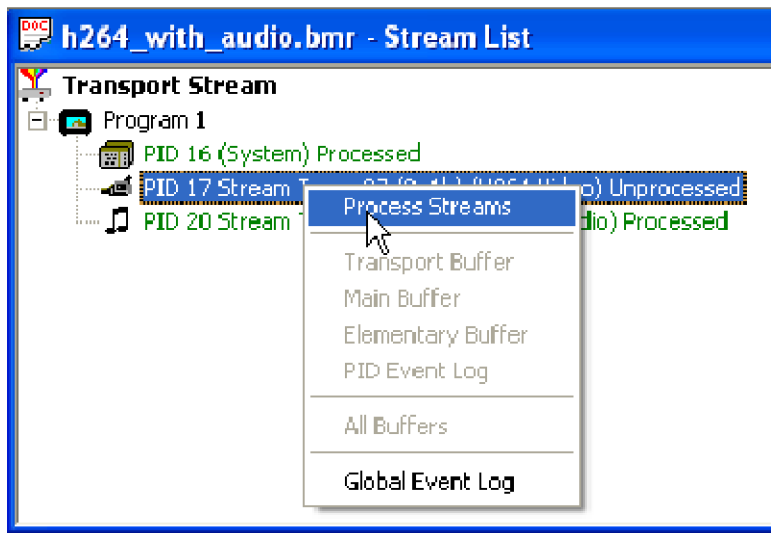 DOC h264_with_audio.bmr - Stream List
Transport Stream
Program 1
PID 16 (System) Processed
PID 17 Stream Unprocessed
PID 20 Stream Processed
Process Streams
Transport Buffer
Main Buffer
Elementary Buffer
PID Event Log
All Buffers
Global Event Log